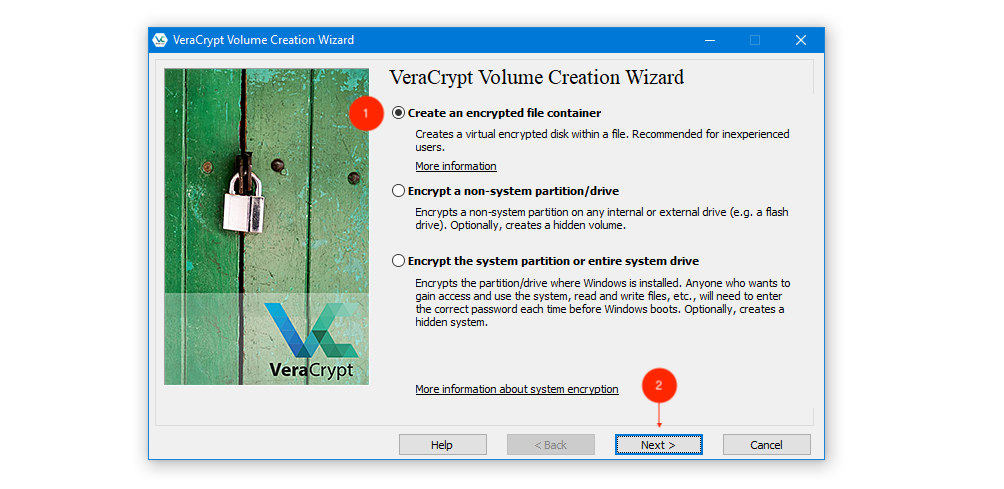 VeraCrypt Volume Creation Wizard
VeraCrypt Volume Creation Wizard
1
Create an encrypted file container
Creates a virtual encrypted disk within a file. Recommended for inexperienced
users.
More information
Encrypt a non-system partition/drive
Encrypts a non-system partition on any internal or external drive (e.g. a flash
drive). Optionally, creates a hidden volume.
Encrypt the system partition or entire system drive
Encrypts the partition/drive where Windows is installed. Anyone who wants to
gain access and use the system, read and write files, etc., will need to enter
the correct password each time before Windows boots. Optionally, creates a
hidden system.
VeraCrypt
More information about system encryption
2
Help
< Back
Next >
Cancel